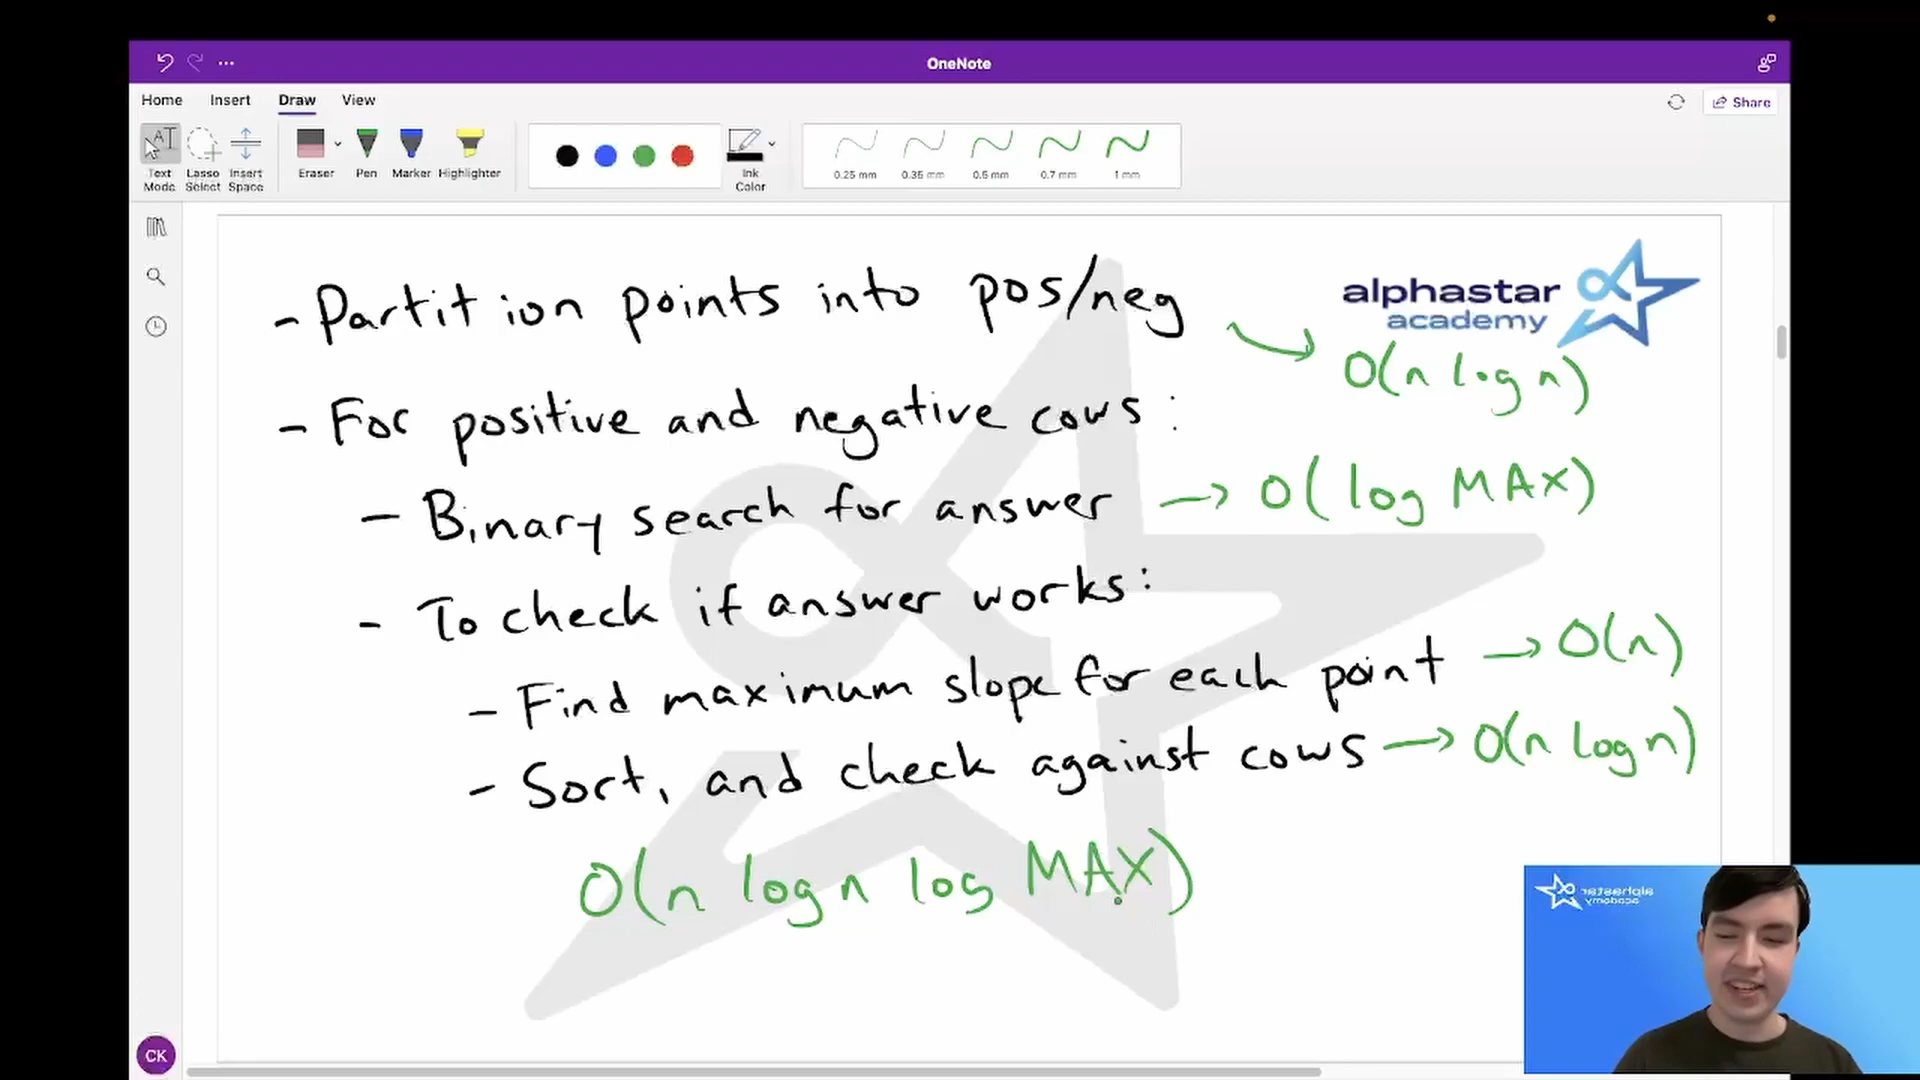 OneNote
Home Insert Draw View
Share
Text Mode
Lasso Select
Insert Space
Eraser
Pen
Marker
Highlighter
Ink Color
0.25 mm
0.35 mm
0.5 mm
0.7 mm
1 mm
alphastar
academy
- Partition points into pos/neg
O(n log n)
- For positive and negative cows:
- Binary search for answer → O(log MAX)
- To check if answer works:
- Find maximum slope for each point → O(n)
- Sort, and check against cows → O(n log n)
O(n log n log MAX)
alphastar
academy
CK